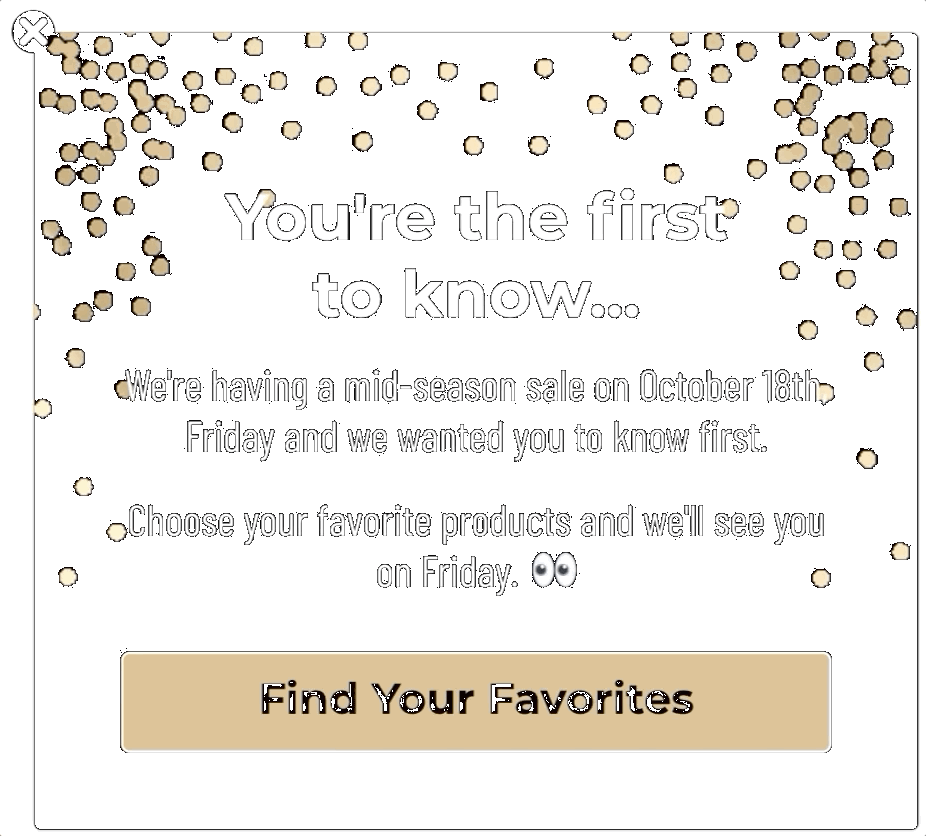 You're the first
to know...
We're having a mid-season sale on October 18th,
Friday and we wanted you to know first.
Choose your favorite products and we'll see you
on Friday. 👀
Find Your Favorites